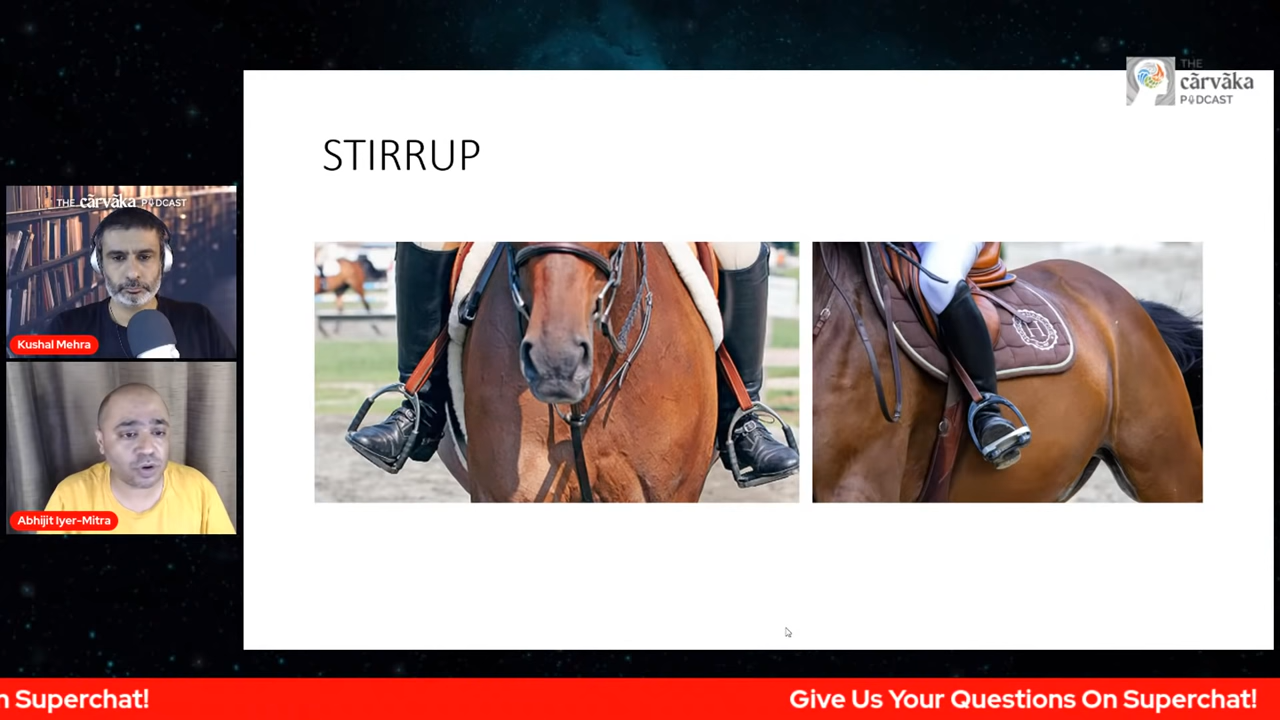 THE
cārvāka
PODCAST
STIRRUP
THE cārvāka PODCAST
Kushal Mehra
Abhijit Iyer-Mitra
n Superchat!
Give Us Your Questions On Superchat!